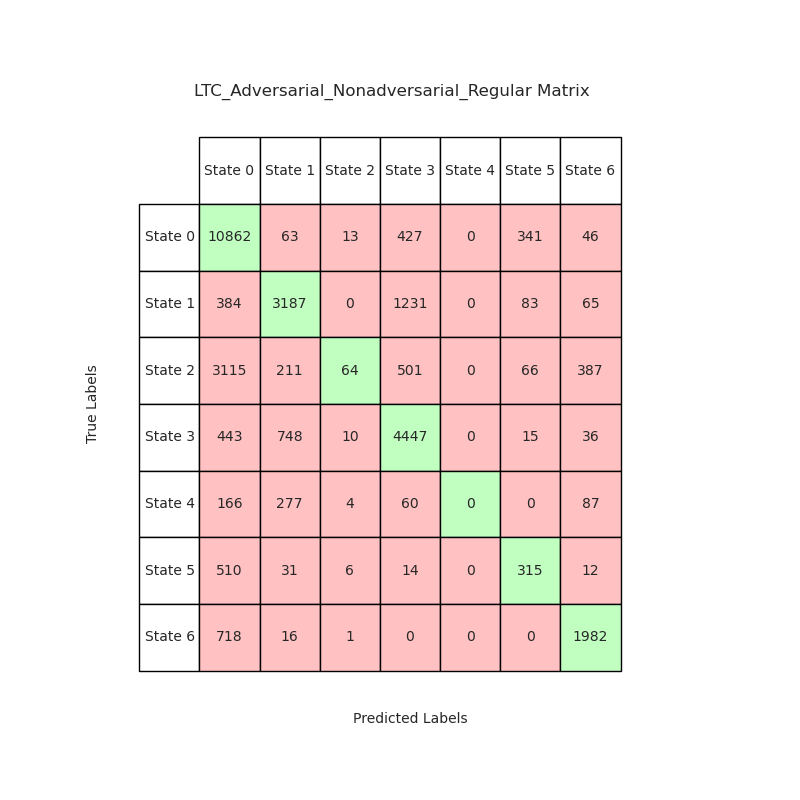 LTC_Adversarial_Nonadversarial_Regular Matrix
State 0 State 1 State 2 State 3 State 4 State 5 State 6
State 0 10862 63 13 427 0 341 46
State 1 384 3187 0 1231 0 83 65
State 2 3115 211 64 501 0 66 387
State 3 443 748 10 4447 0 15 36
State 4 166 277 4 60 0 0 87
State 5 510 31 6 14 0 315 12
State 6 718 16 1 0 0 0 1982
True Labels
Predicted Labels